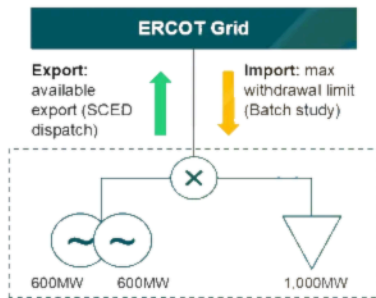 ERCOT Grid
Export:
available
export (SCED
dispatch)
Import: max
withdrawal limit
(Batch study)
600MW
600MW
1,000MW